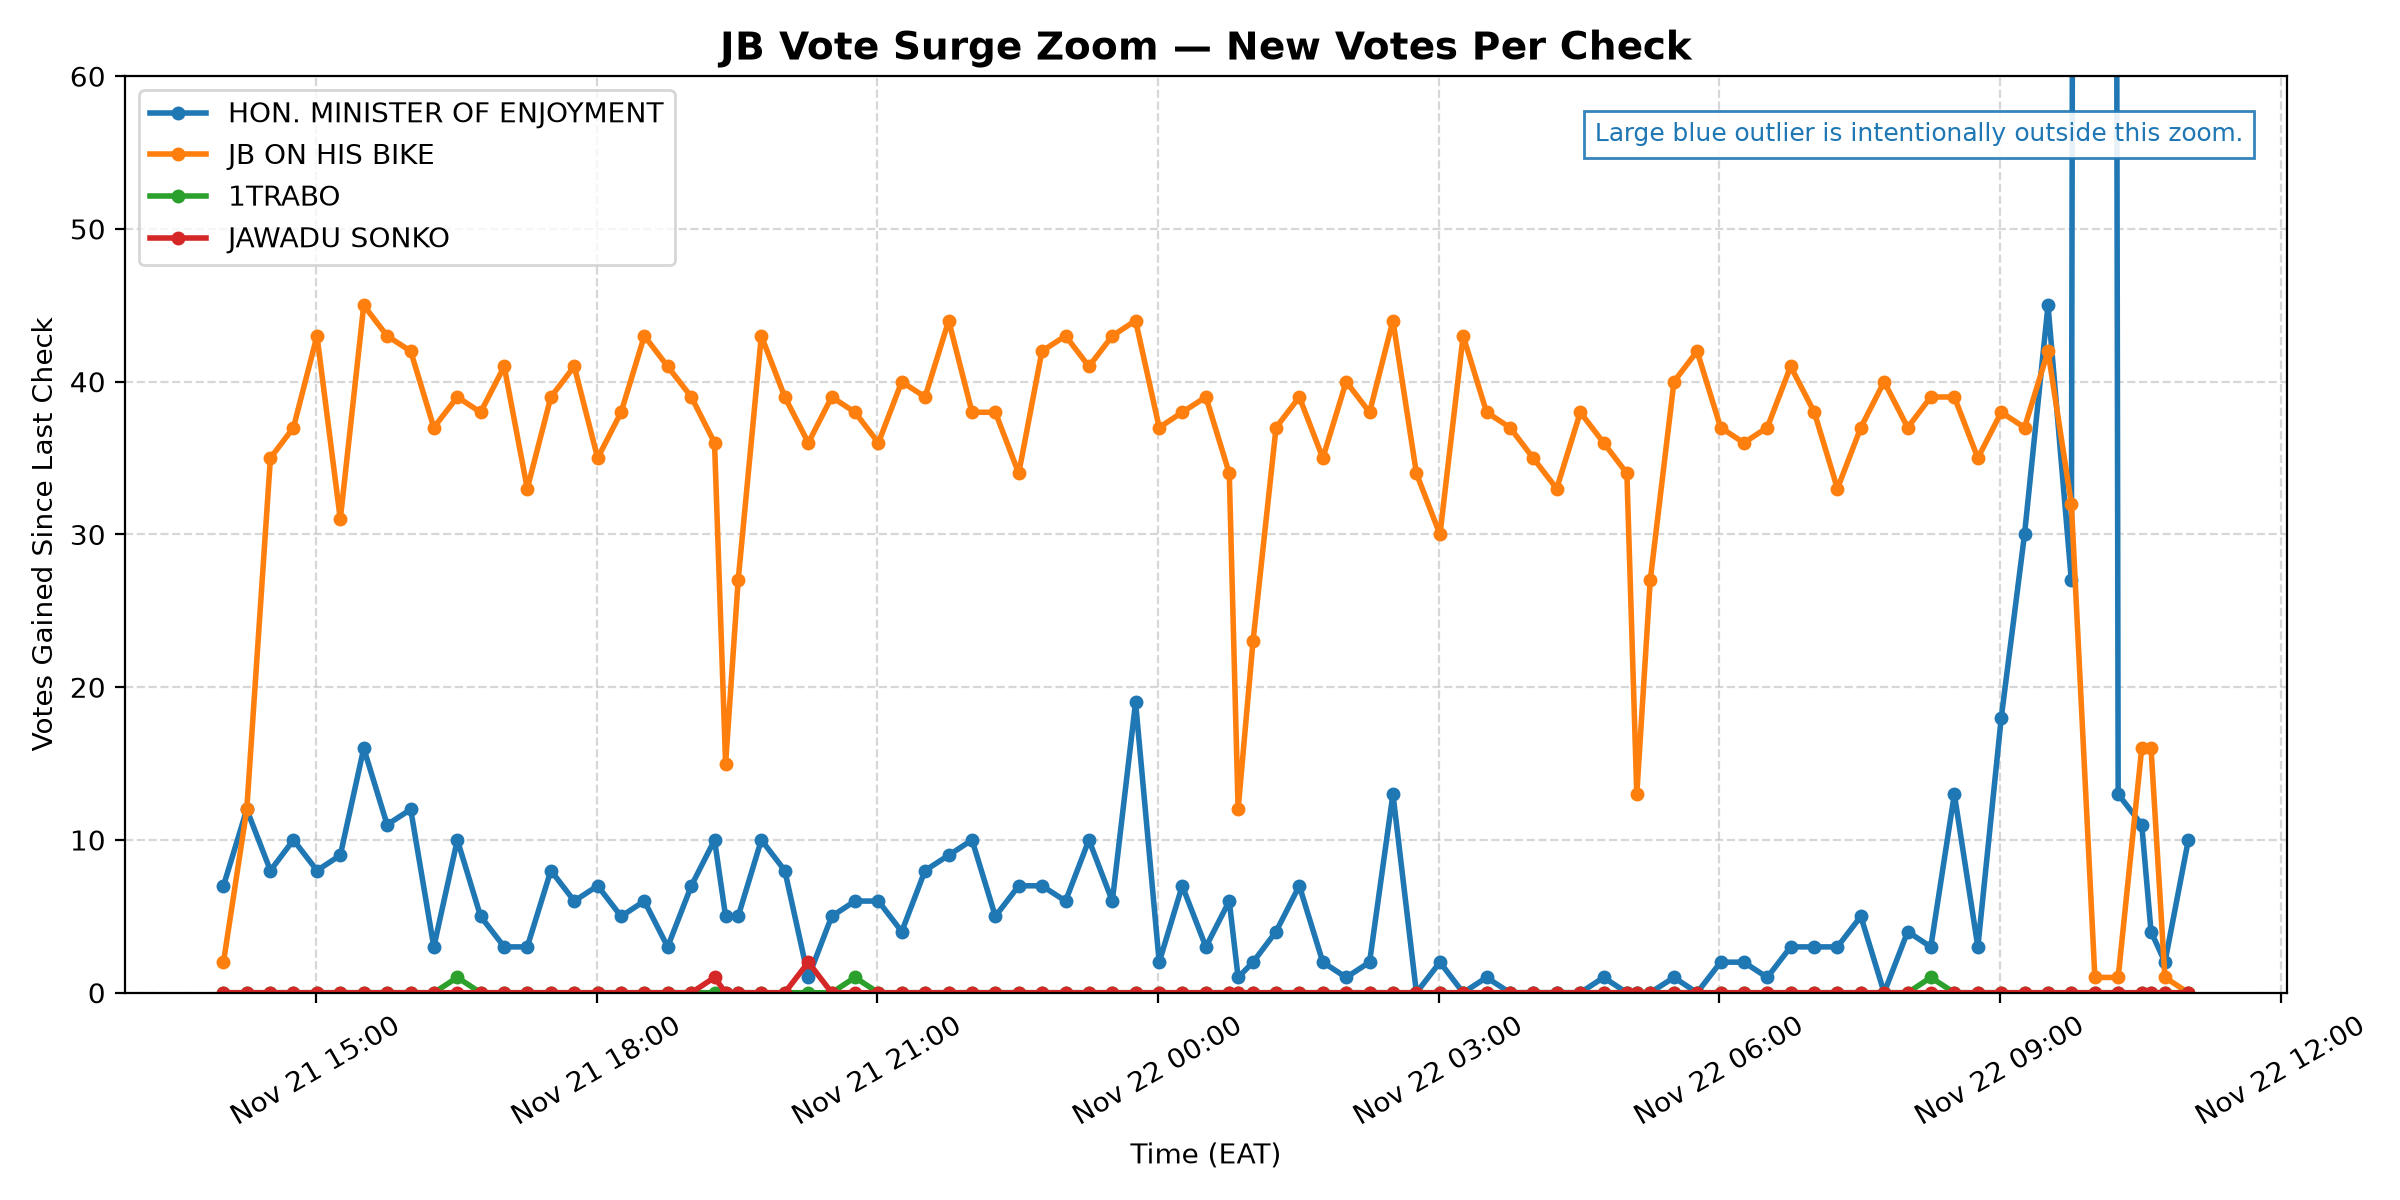 JB Vote Surge Zoom — New Votes Per Check
HON. MINISTER OF ENJOYMENT
JB ON HIS BIKE
1TRABO
JAWADU SONKO
Large blue outlier is intentionally outside this zoom.
Votes Gained Since Last Check
60
50
40
30
20
10
0
Nov 21 15:00
Nov 21 18:00
Nov 21 21:00
Nov 22 00:00
Nov 22 03:00
Nov 22 06:00
Nov 22 09:00
Nov 22 12:00
Time (EAT)